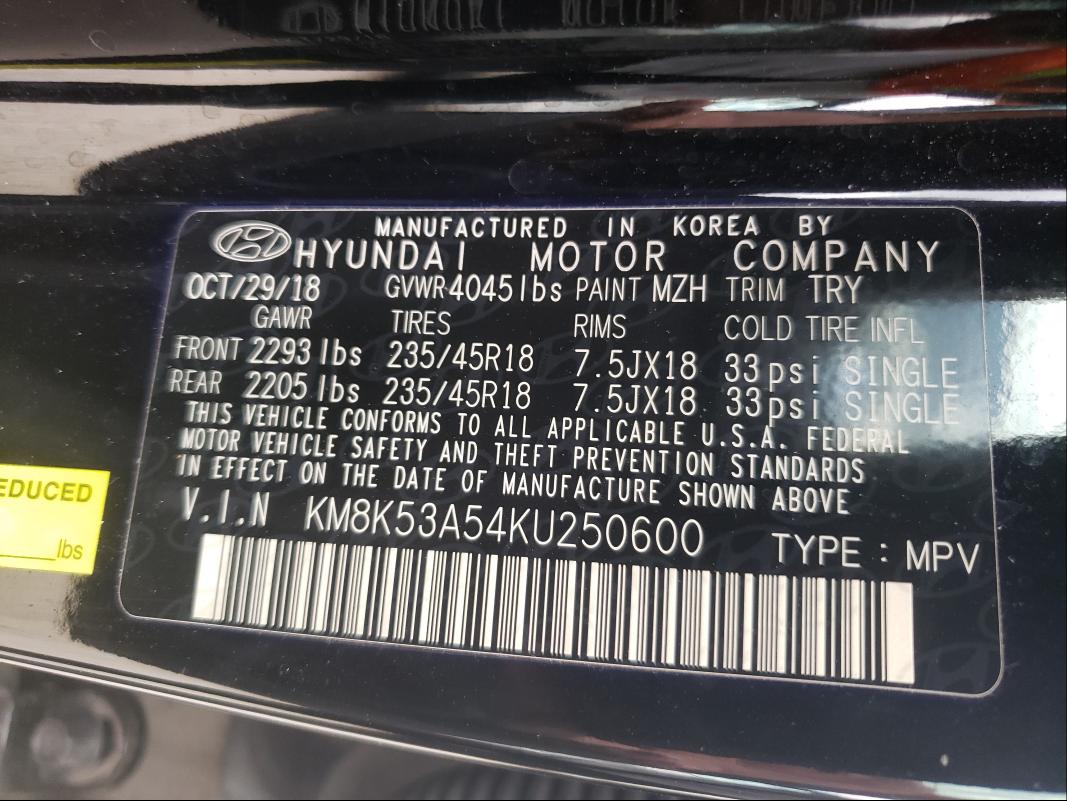 MANUFACTURED IN KOREA BY
HYUNDAI MOTOR COMPANY
OCT/29/18 GVWR 4045lbs PAINT MZH TRIM TRY
GAWR TIRES RIMS COLD TIRE INFL
FRONT 2293 lbs 235/45R18 7.5JX18 33psi SINGLE
REAR 2205 lbs 235/45R18 7.5JX18 33psi SINGLE
THIS VEHICLE CONFORMS TO ALL APPLICABLE U.S.A. FEDERAL
MOTOR VEHICLE SAFETY AND THEFT PREVENTION STANDARDS
IN EFFECT ON THE DATE OF MANUFACTURE SHOWN ABOVE
V.I.N KM8K53A54KU250600
TYPE : MPV
EDUCED
lbs